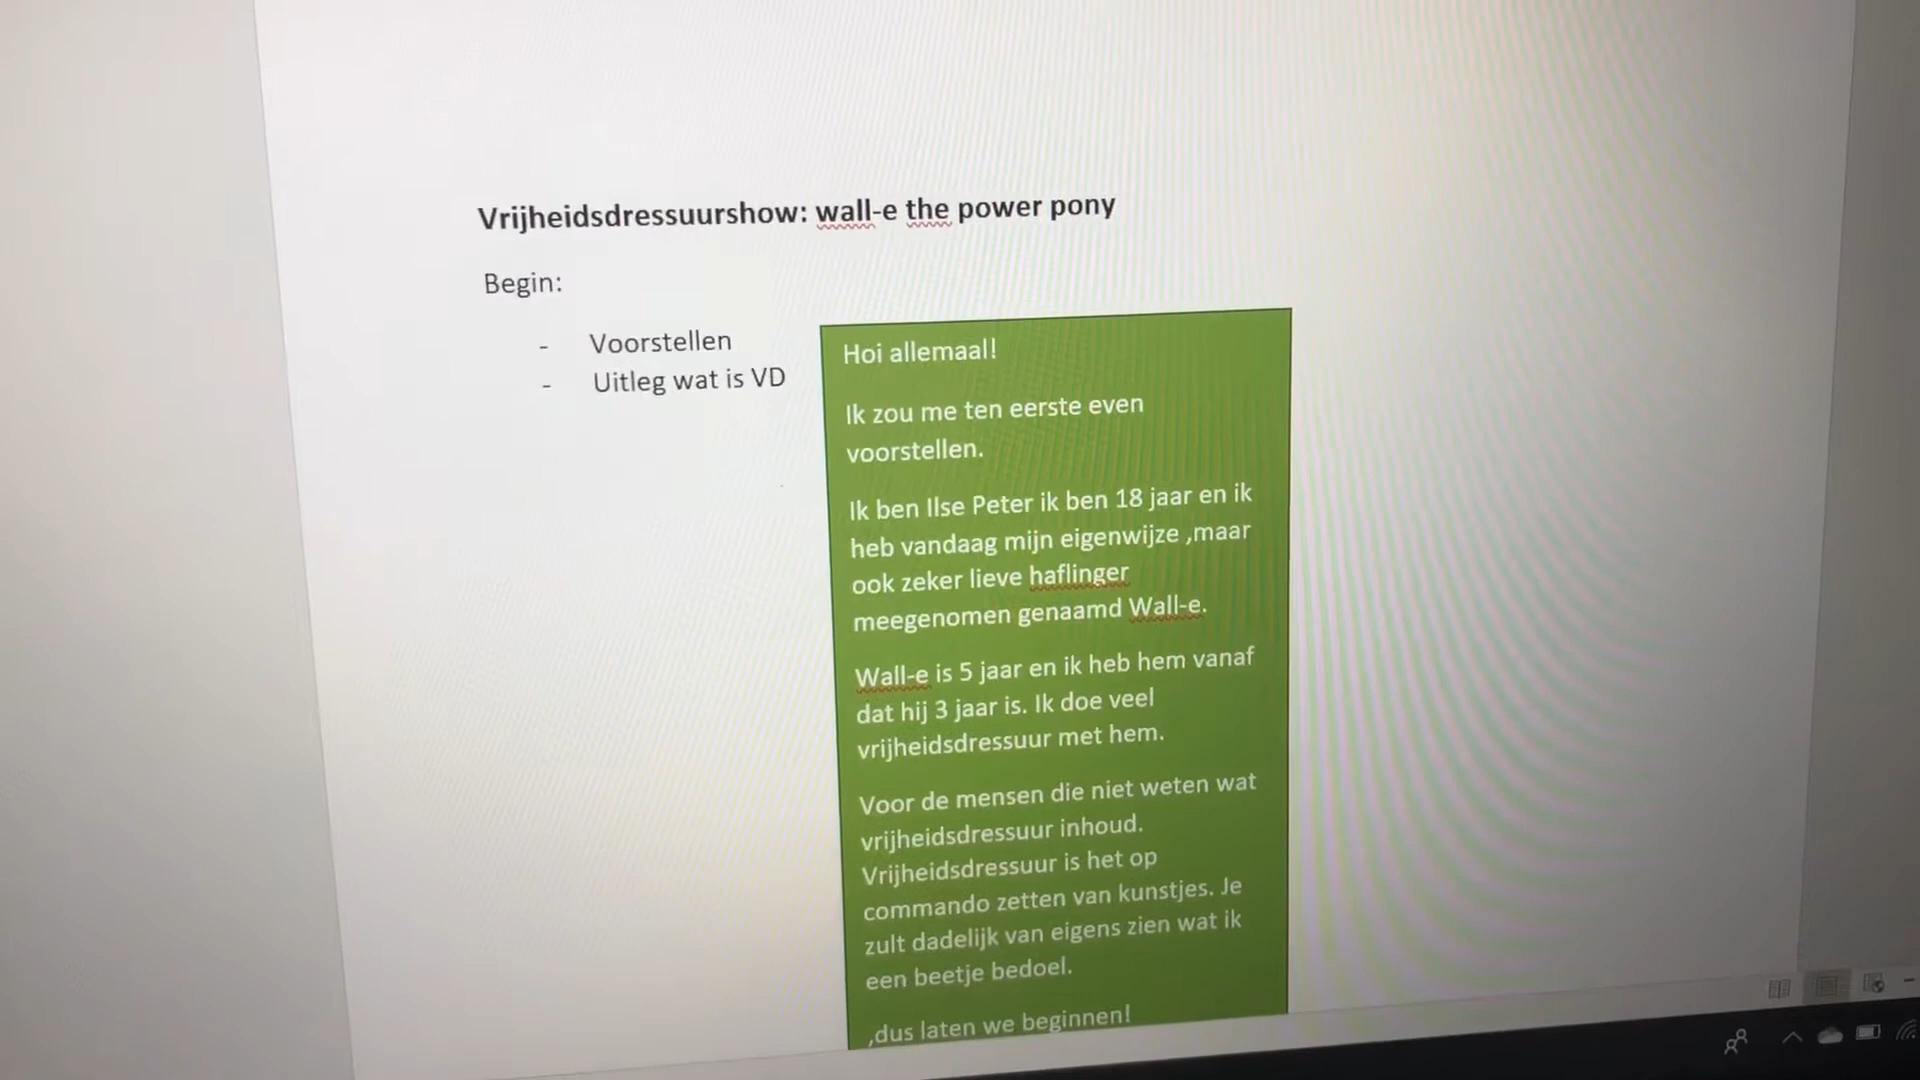 Vrijheidsdressuurshow: wall-e the power pony
Begin:
- Voorstellen
- Uitleg wat is VD
Hoi allemaal!
Ik zou me ten eerste even
voorstellen.
Ik ben Ilse Peter ik ben 18 jaar en ik
heb vandaag mijn eigenwijze ,maar
ook zeker lieve haflinger
meegenomen genaamd Wall-e.
Wall-e is 5 jaar en ik heb hem vanaf
dat hij 3 jaar is. Ik doe veel
vrijheidsdressuur met hem.
Voor de mensen die niet weten wat
vrijheidsdressuur inhoud.
Vrijheidsdressuur is het op
commando zetten van kunstjes. Je
zult dadelijk van eigens zien wat ik
een beetje bedoel.
,dus laten we beginnen!